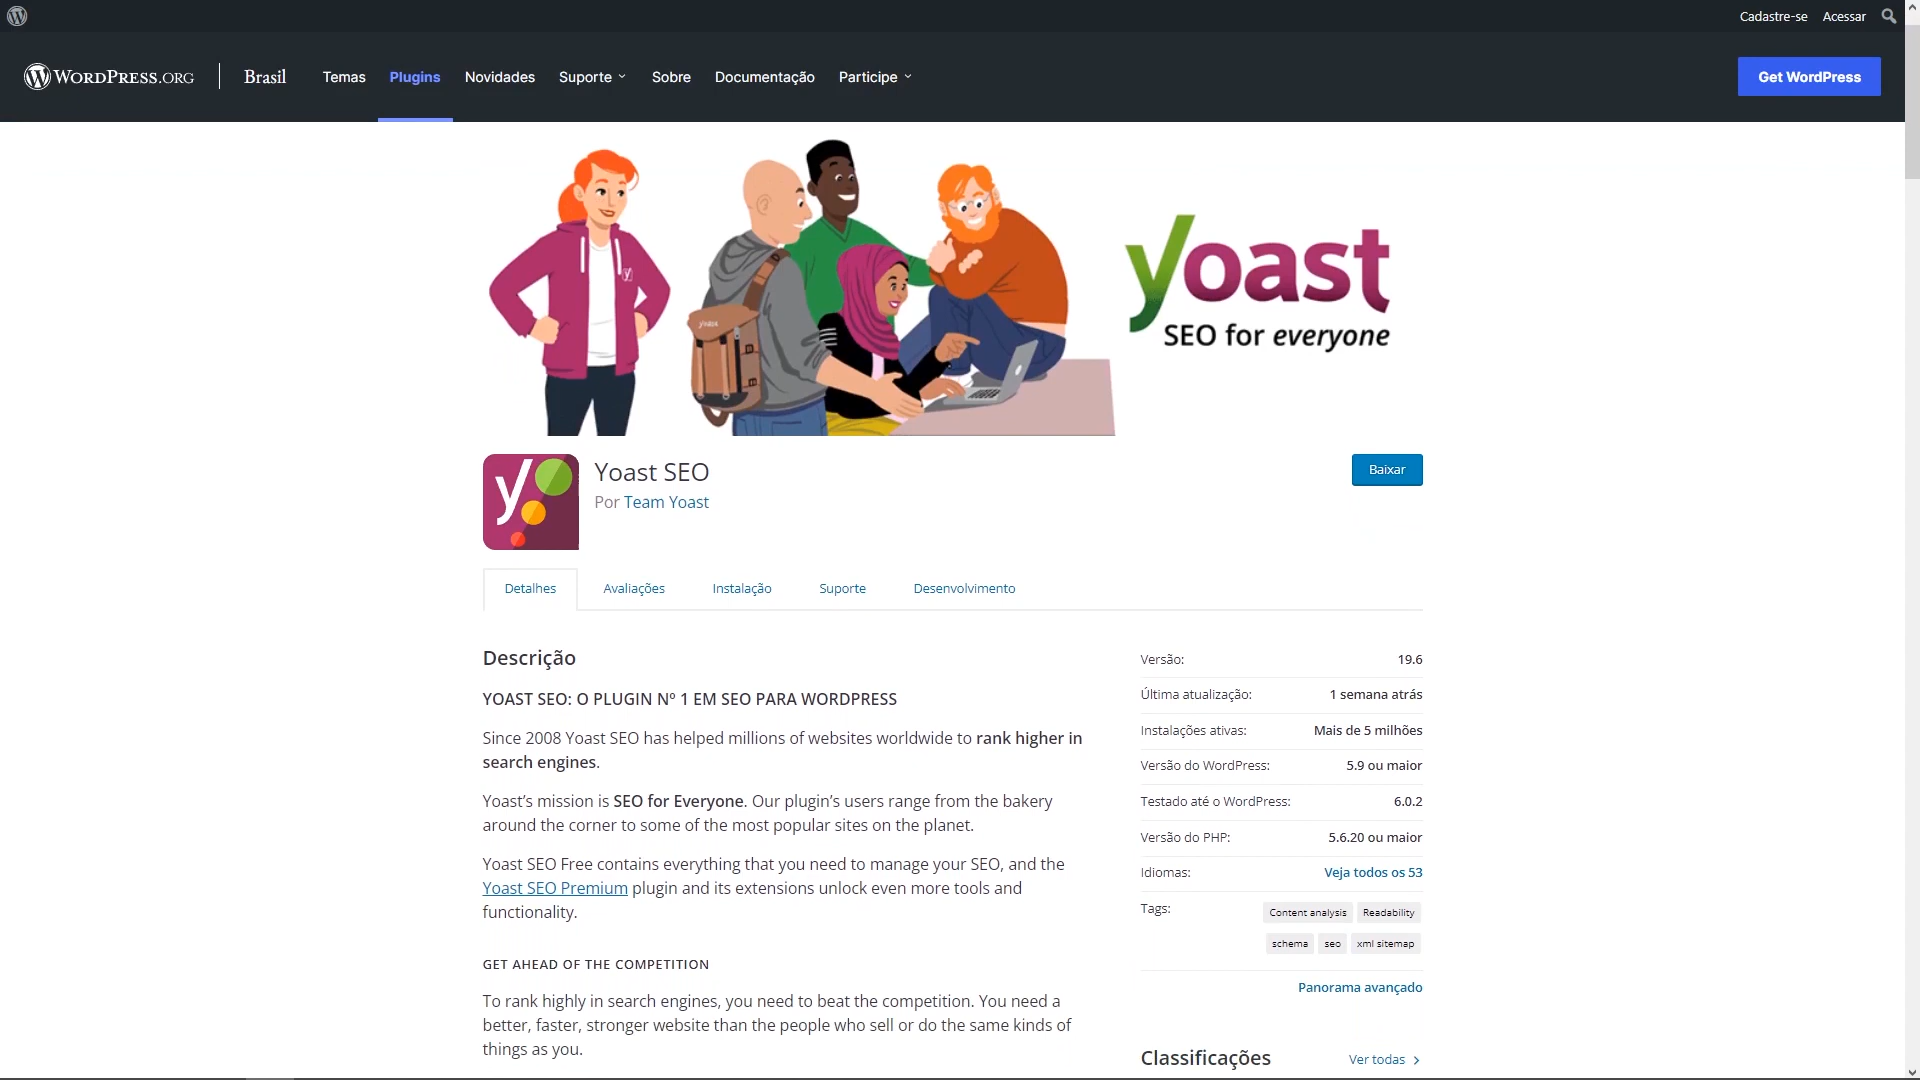 Cadastre-se Acessar
WORDPRESS.ORG Brasil Temas Plugins Novidades Suporte Sobre Documentação Participe Get WordPress
yoast
SEO for everyone
yoast
Yoast SEO
Por Team Yoast
Baixar
Detalhes Avaliações Instalação Suporte Desenvolvimento
Descrição
YOAST SEO: O PLUGIN Nº 1 EM SEO PARA WORDPRESS
Since 2008 Yoast SEO has helped millions of websites worldwide to rank higher in
search engines.
Yoast’s mission is SEO for Everyone. Our plugin’s users range from the bakery
around the corner to some of the most popular sites on the planet.
Yoast SEO Free contains everything that you need to manage your SEO, and the
Yoast SEO Premium plugin and its extensions unlock even more tools and
functionality.
GET AHEAD OF THE COMPETITION
To rank highly in search engines, you need to beat the competition. You need a
better, faster, stronger website than the people who sell or do the same kinds of
things as you.
Versão: 19.6
Última atualização: 1 semana atrás
Instalações ativas: Mais de 5 milhões
Versão do WordPress: 5.9 ou maior
Testado até o WordPress: 6.0.2
Versão do PHP: 5.6.20 ou maior
Idiomas: Veja todos os 53
Tags: Content analysis Readability
schema seo xml sitemap
Panorama avançado
Classificações Ver todas